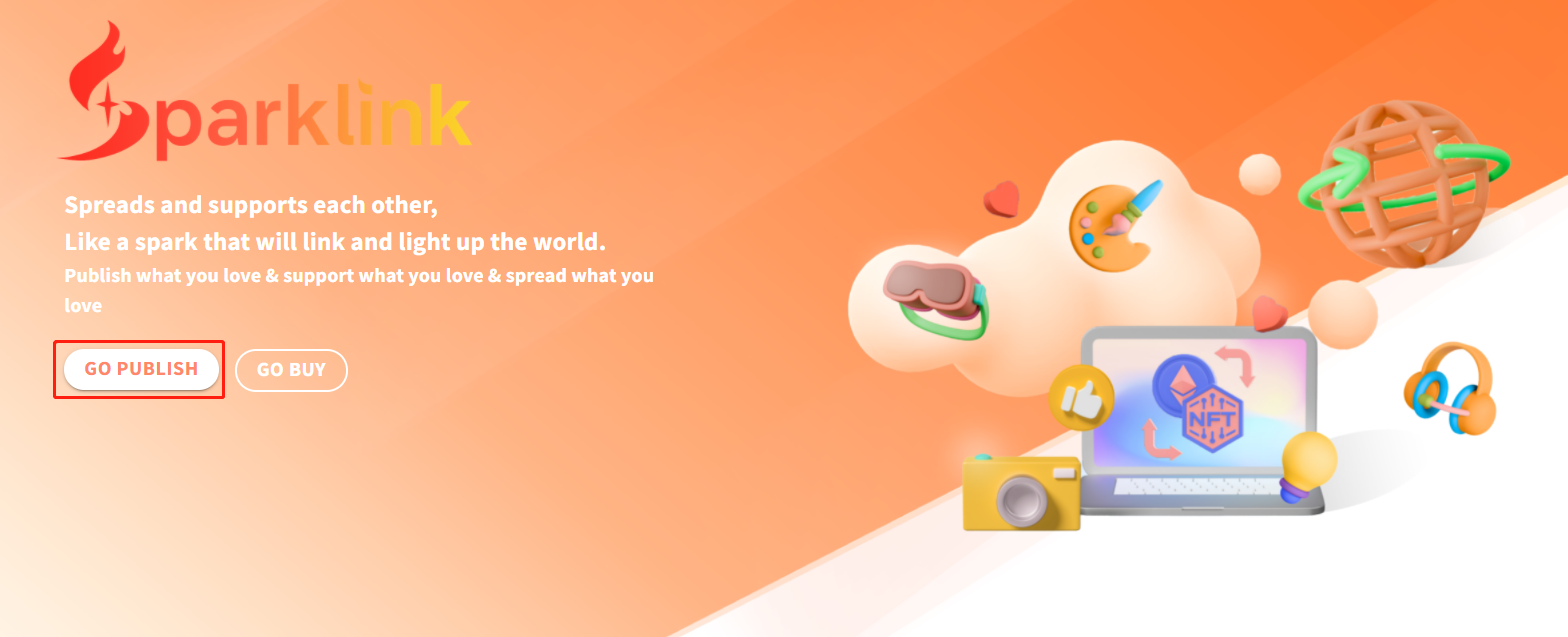 Sparklink
Spreads and supports each other,
Like a spark that will link and light up the world.
Publish what you love & support what you love & spread what you
love
GO PUBLISH
GO BUY
NFT